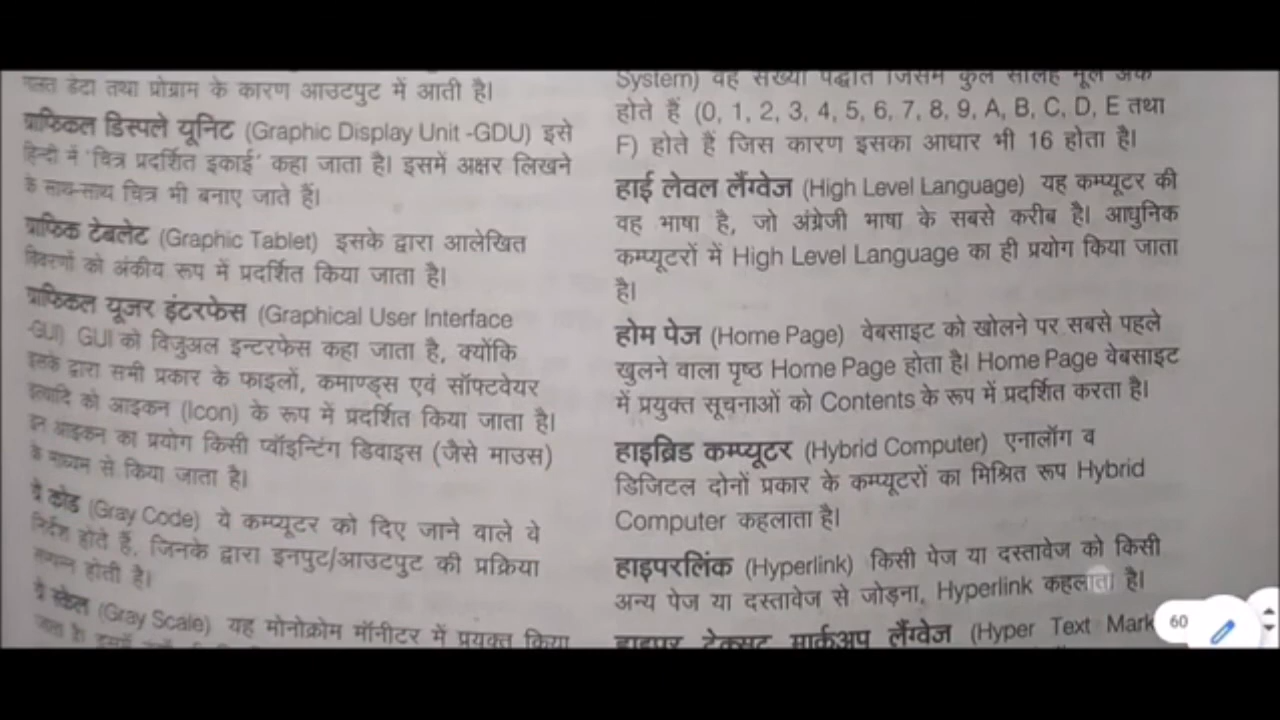 गलत डेटा तथा प्रोग्राम के कारण आउटपुट में आती है।
ग्राफिकल डिस्पले यूनिट (Graphic Display Unit -GDU) इसे
हिन्दी में 'चित्र प्रदर्शित इकाई' कहा जाता है। इसमें अक्षर लिखने
के साथ-साथ चित्र भी बनाए जाते हैं।
ग्राफिक टेबलेट (Graphic Tablet) इसके द्वारा आलेखित
विवरणों को अंकीय रूप में प्रदर्शित किया जाता है।
ग्राफिकल यूजर इंटरफेस (Graphical User Interface
-GUI) GUI को विजुअल इन्टरफेस कहा जाता है, क्योंकि
इसके द्वारा सभी प्रकार के फाइलों, कमाण्ड्स एवं सॉफ्टवेयर
इत्यादि को आइकन (Icon) के रूप में प्रदर्शित किया जाता है।
इन आइकन का प्रयोग किसी प्वॉइन्टिंग डिवाइस (जैसे माउस)
के माध्यम से किया जाता है।
ग्रे कोड (Gray Code) ये कम्प्यूटर को दिए जाने वाले वे
निर्देश होते हैं, जिनके द्वारा इनपुट/आउटपुट की प्रक्रिया
सम्पन्न होती है।
ग्रे स्केल (Gray Scale) यह मोनोक्रोम मॉनीटर में प्रयुक्त किया
जाता है। इसमें
System) वह संख्या पद्धति जिसमें कुल सोलह मूल अंक
होते हैं (0, 1, 2, 3, 4, 5, 6, 7, 8, 9, A, B, C, D, E तथा
F) होते हैं जिस कारण इसका आधार भी 16 होता है।
हाई लेवल लैंग्वेज (High Level Language) यह कम्प्यूटर की
वह भाषा है, जो अंग्रेजी भाषा के सबसे करीब है। आधुनिक
कम्प्यूटरों में High Level Language का ही प्रयोग किया जाता
है।
होम पेज (Home Page) वेबसाइट को खोलने पर सबसे पहले
खुलने वाला पृष्ठ Home Page होता है। Home Page वेबसाइट
में प्रयुक्त सूचनाओं को Contents के रूप में प्रदर्शित करता है।
हाइब्रिड कम्प्यूटर (Hybrid Computer) एनालॉग व
डिजिटल दोनों प्रकार के कम्प्यूटरों का मिश्रित रूप Hybrid
Computer कहलाता है।
हाइपरलिंक (Hyperlink) किसी पेज या दस्तावेज को किसी
अन्य पेज या दस्तावेज से जोड़ना, Hyperlink कहलाता है।
हाइपर टेक्सट मार्कअप लैंग्वेज (Hyper Text Mark
60